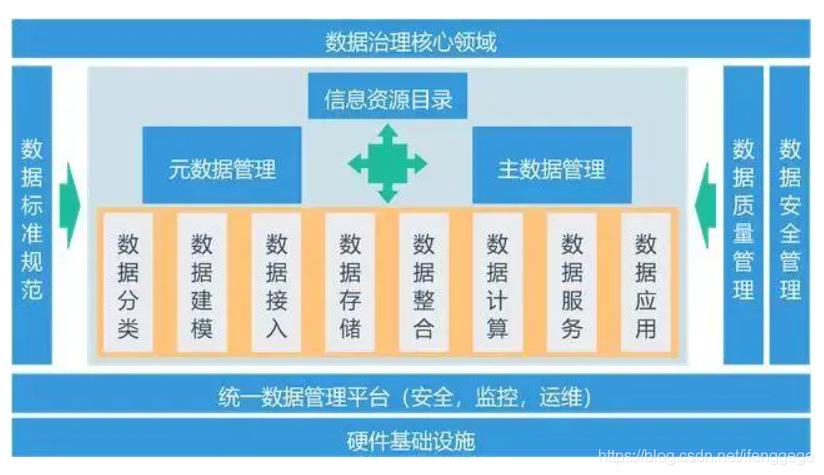 数据治理核心领域
数据标准规范
信息资源目录
元数据管理
主数据管理
数据分类
数据建模
数据接入
数据存储
数据整合
数据计算
数据服务
数据应用
数据质量管理
数据安全管理
统一数据管理平台（安全，监控，运维）
硬件基础设施
https://blog.csdn.net/ifenggege